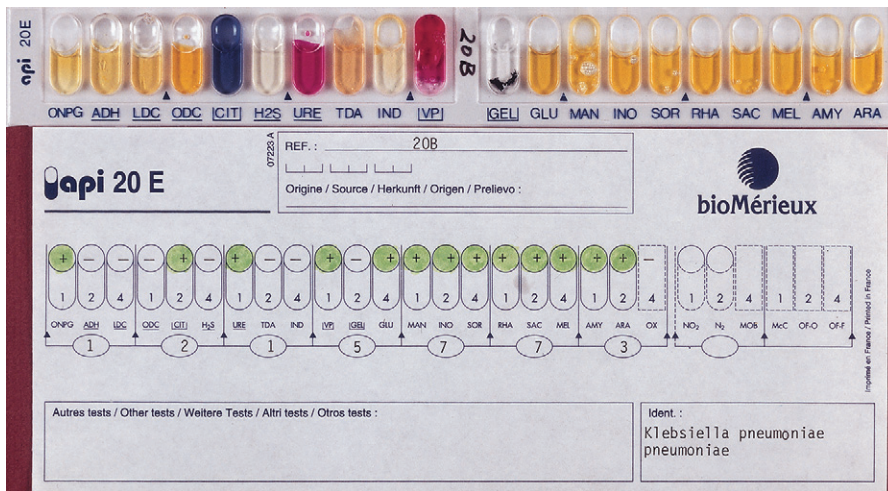 api 20E
20B
ONPG ADH LDC ODC |CIT| H2S URE TDA IND |VP| |GEL| GLU MAN INO SOR RHA SAC MEL AMY ARA
07223 A
REF. : 20B
Origine / Source / Herkunft / Origen / Prelievo :
api 20 E
bioMérieux
+ − − − + − + − − + − + + + + + + + + + −
1 2 4 1 2 4 1 2 4 1 2 4 1 2 4 1 2 4 1 2 4 1 2 4 1 2 4
ONPG ADH LDC ODC |CIT| H2S URE TDA IND |VP| |GEL| GLU MAN INO SOR RHA SAC MEL AMY ARA OX NO2 N2 MOB McC OF-O OF-F
1 2 1 5 7 7 3
Imprimé en France / Printed in France
Autres tests / Other tests / Weitere Tests / Altri tests / Otros tests :
Ident. :
Klebsiella pneumoniae
pneumoniae